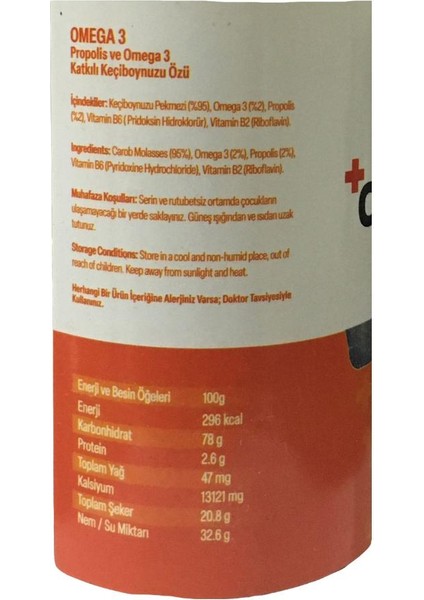 OMEGA 3
Propolis ve Omega 3
Katkılı Keçiboynuzu Özü
İçindekiler: Keçiboynuzu Pekmezi (%95), Omega 3 (%2), Propolis
(%2), Vitamin B6 ( Pridoksin Hidroklorür), Vitamin B2 (Riboflavin).
Ingredients: Carob Molasses (95%), Omega 3 (2%), Propolis (2%),
Vitamin B6 (Pyridoxine Hydrochloride), Vitamin B2 (Riboflavin).
Muhafaza Koşulları: Serin ve rutubetsiz ortamda çocukların
ulaşamayacağı bir yerde saklayınız. Güneş ışığından ve ısıdan uzak
tutunuz.
Storage Conditions: Store in a cool and non-humid place, out of
reach of children. Keep away from sunlight and heat.
Herhangi Bir Ürün İçeriğine Alerjiniz Varsa; Doktor Tavsiyesiyle
Kullanınız.
Enerji ve Besin Öğeleri 100g
Enerji 296 kcal
Karbonhidrat 78 g
Protein 2.6 g
Toplam Yağ 47 mg
Kalsiyum 13121 mg
Toplam Şeker 20.8 g
Nem / Su Miktarı 32.6 g